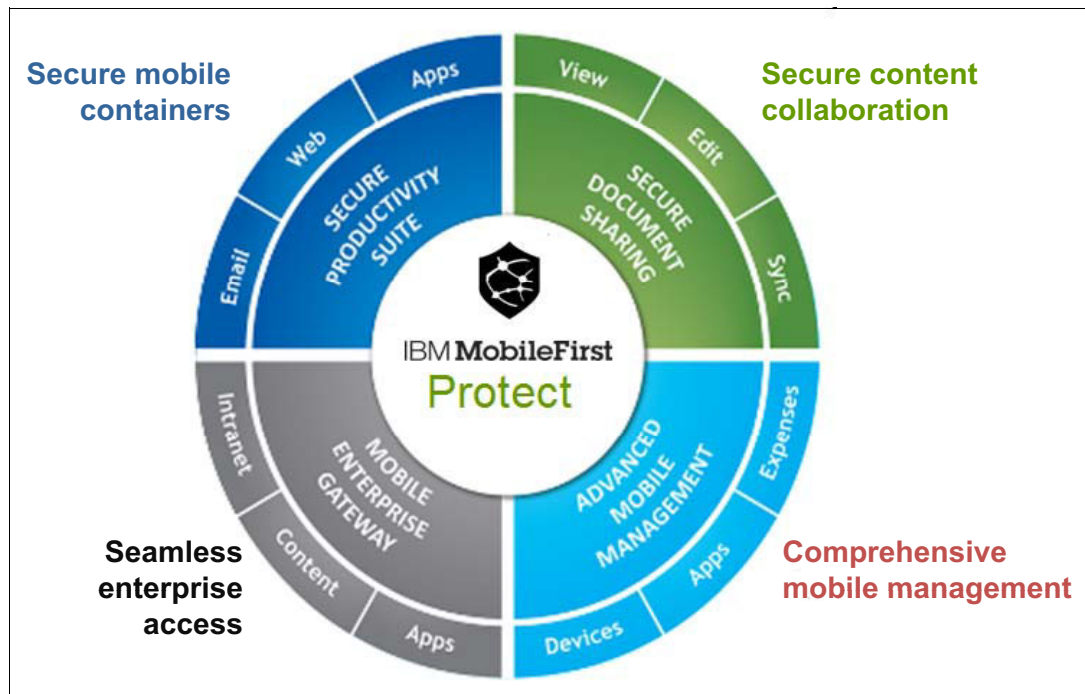 Secure mobile
containers
Email
Web
Apps
SECURE
PRODUCTIVITY
SUITE
Secure content
collaboration
View
Edit
Sync
SECURE
DOCUMENT
SHARING
IBM MobileFirst
Protect
Seamless
enterprise
access
Intranet
Content
Apps
MOBILE
ENTERPRISE
GATEWAY
Comprehensive
mobile management
Expenses
Apps
Devices
ADVANCED
MOBILE
MANAGEMENT